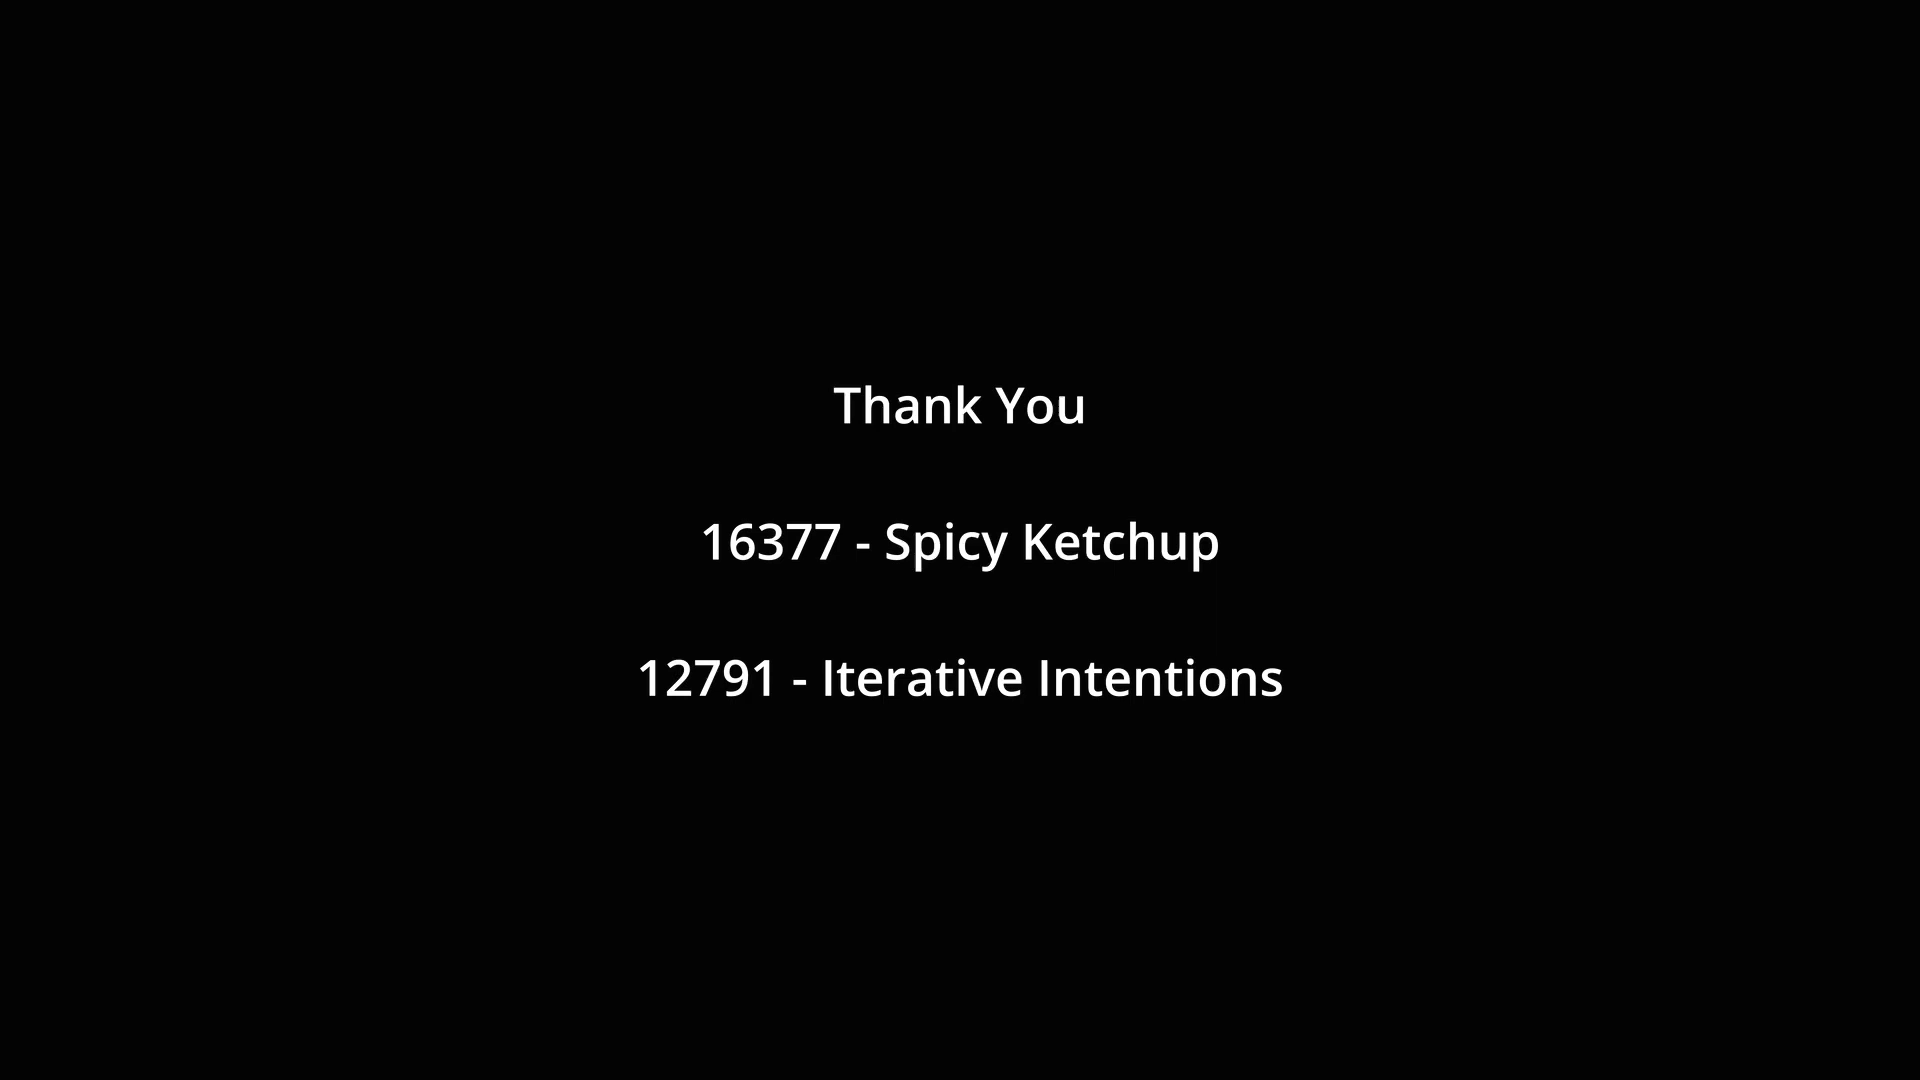 Thank You
16377 - Spicy Ketchup
12791 - Iterative Intentions